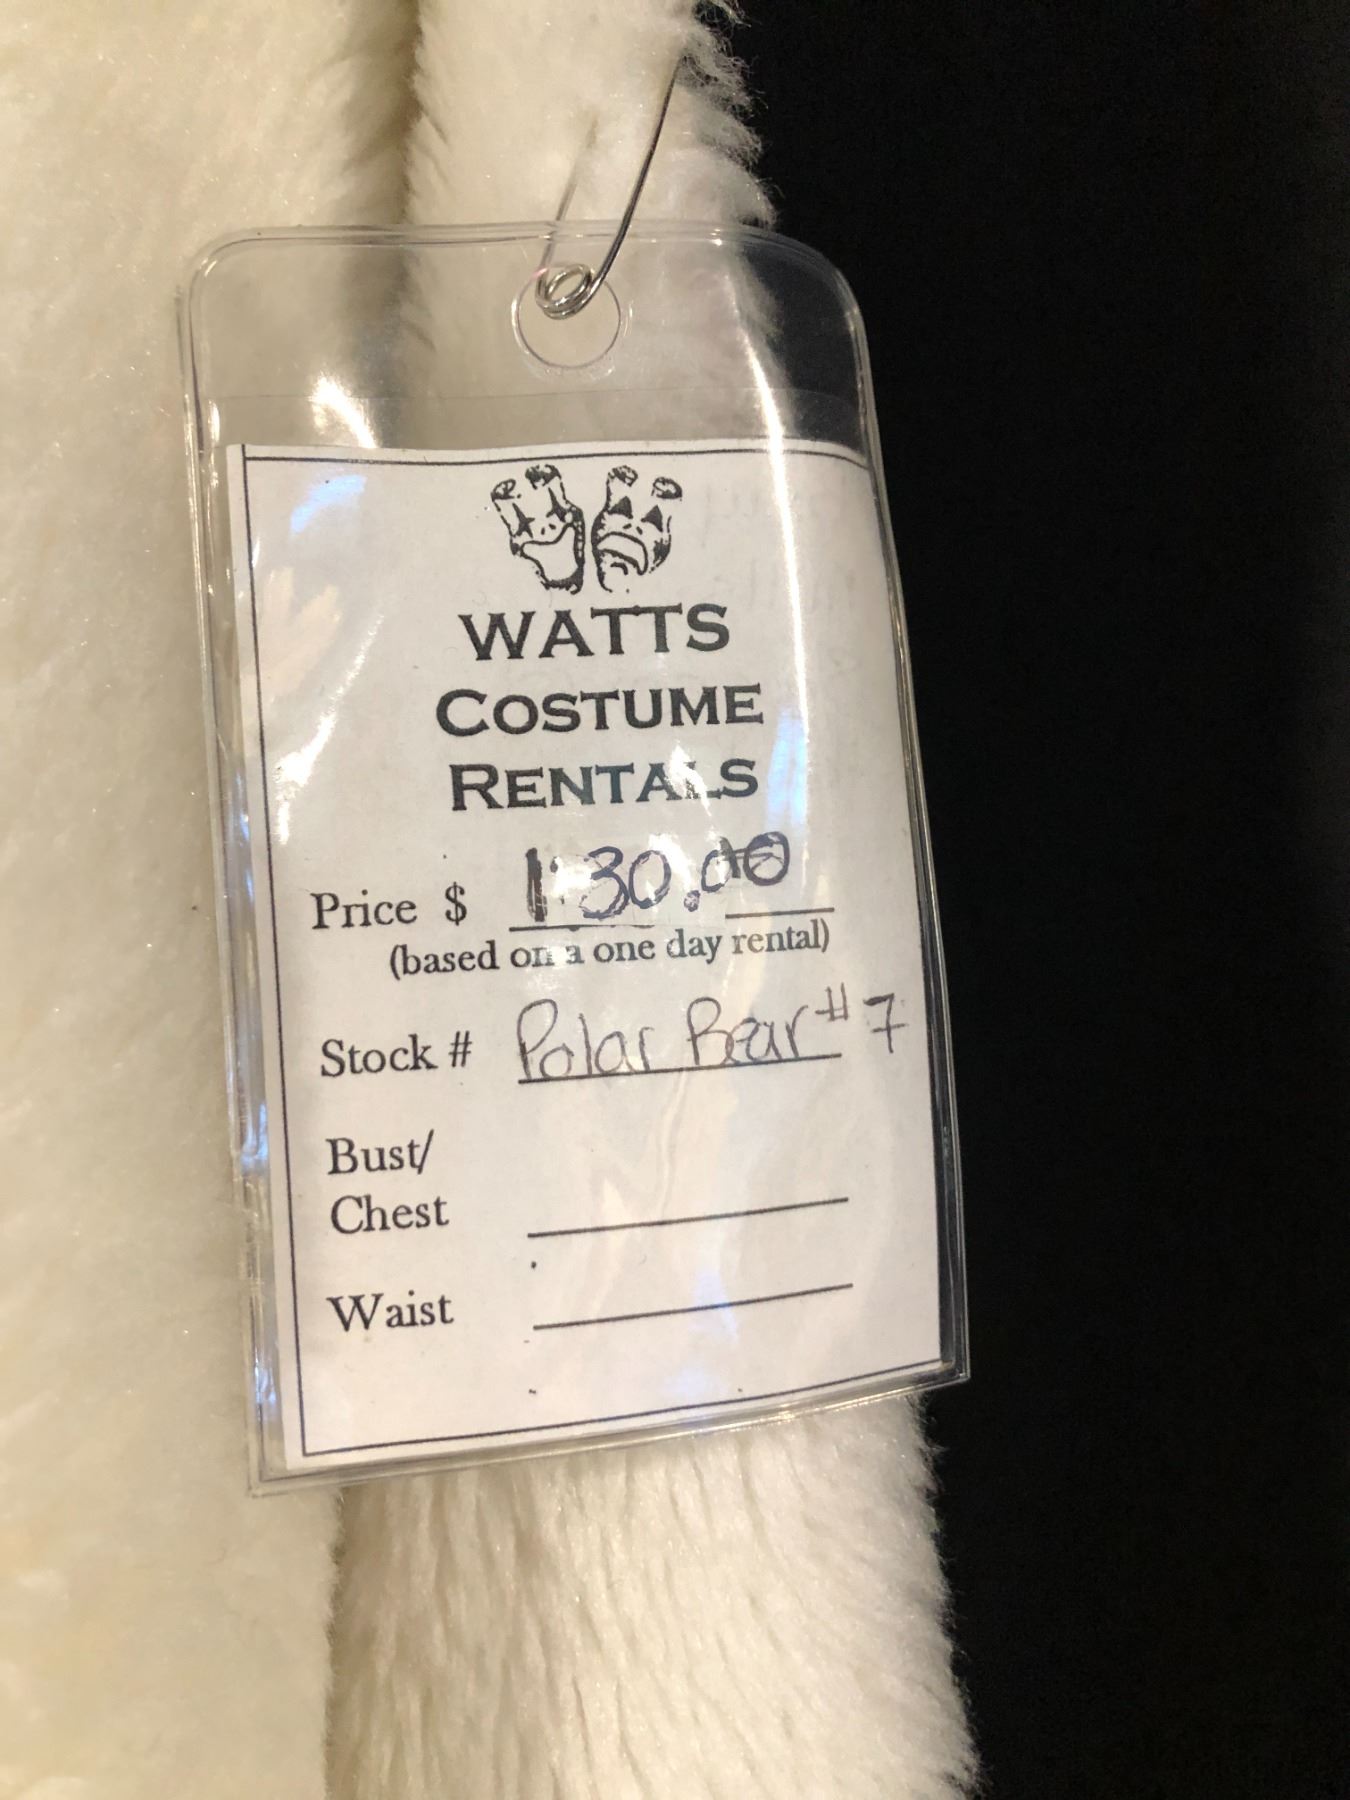 WATTS
COSTUME
RENTALS
Price $ 130.00
(based on a one day rental)
Stock # Polar Bear #7
Bust/
Chest
Waist